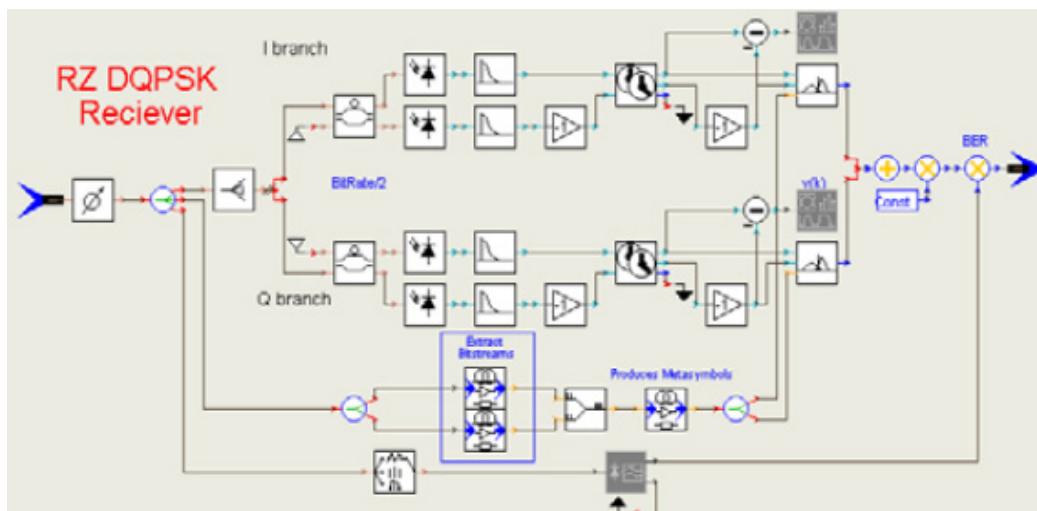 I branch
RZ DQPSK
Reciever
BER
BitRate/2
v(k)
Const
Q branch
Extract
Bitstreams
Produces Metasymbols